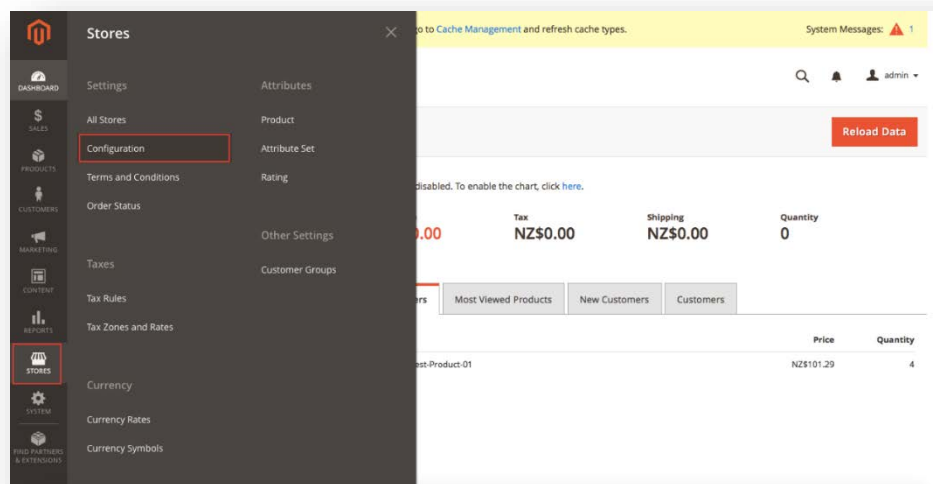 Stores
go to Cache Management and refresh cache types.
System Messages: 1
DASHBOARD
SALES
PRODUCTS
CUSTOMERS
MARKETING
CONTENT
REPORTS
STORES
SYSTEM
FIND PARTNERS
& EXTENSIONS
Settings
All Stores
Configuration
Terms and Conditions
Order Status
Taxes
Tax Rules
Tax Zones and Rates
Currency
Currency Rates
Currency Symbols
Attributes
Product
Attribute Set
Rating
Other Settings
Customer Groups
admin
Reload Data
disabled. To enable the chart, click here.
Tax
Shipping
Quantity
0.00
NZ$0.00
NZ$0.00
0
ers
Most Viewed Products
New Customers
Customers
Price
Quantity
est-Product-01
NZ$101.29
4